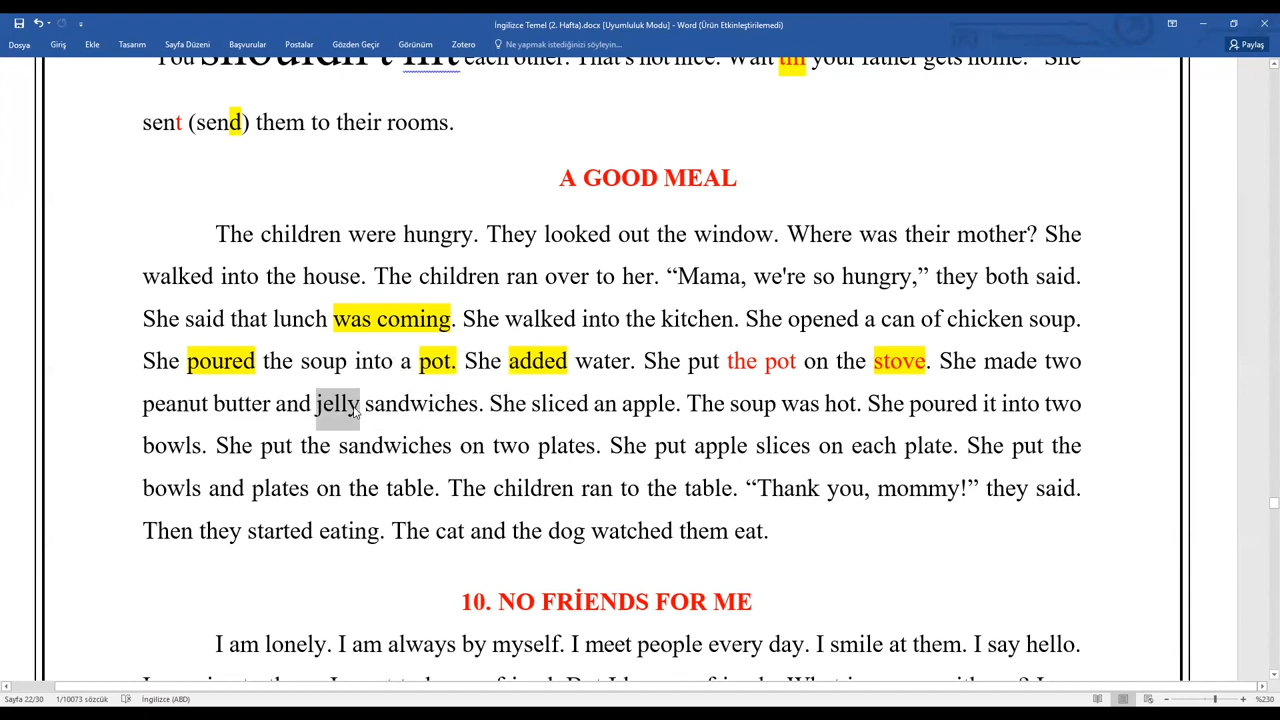 İngilizce Temel (2. Hafta).docx [Uyumluluk Modu] - Word (Ürün Etkinleştirilemedi)
Dosya Giriş Ekle Tasarım Sayfa Düzeni Başvurular Postalar Gözden Geçir Görünüm Zotero Ne yapmak istediğinizi söyleyin... Paylaş
"You shouldn't hit each other. That's not nice. Wait till your father gets home." She
sent (send) them to their rooms.
A GOOD MEAL
The children were hungry. They looked out the window. Where was their mother? She
walked into the house. The children ran over to her. “Mama, we're so hungry,” they both said.
She said that lunch was coming. She walked into the kitchen. She opened a can of chicken soup.
She poured the soup into a pot. She added water. She put the pot on the stove. She made two
peanut butter and jelly sandwiches. She sliced an apple. The soup was hot. She poured it into two
bowls. She put the sandwiches on two plates. She put apple slices on each plate. She put the
bowls and plates on the table. The children ran to the table. “Thank you, mommy!” they said.
Then they started eating. The cat and the dog watched them eat.
10. NO FRİENDS FOR ME
I am lonely. I am always by myself. I meet people every day. I smile at them. I say hello.
Sayfa 22/30 1/10073 sözcük İngilizce (ABD) %230